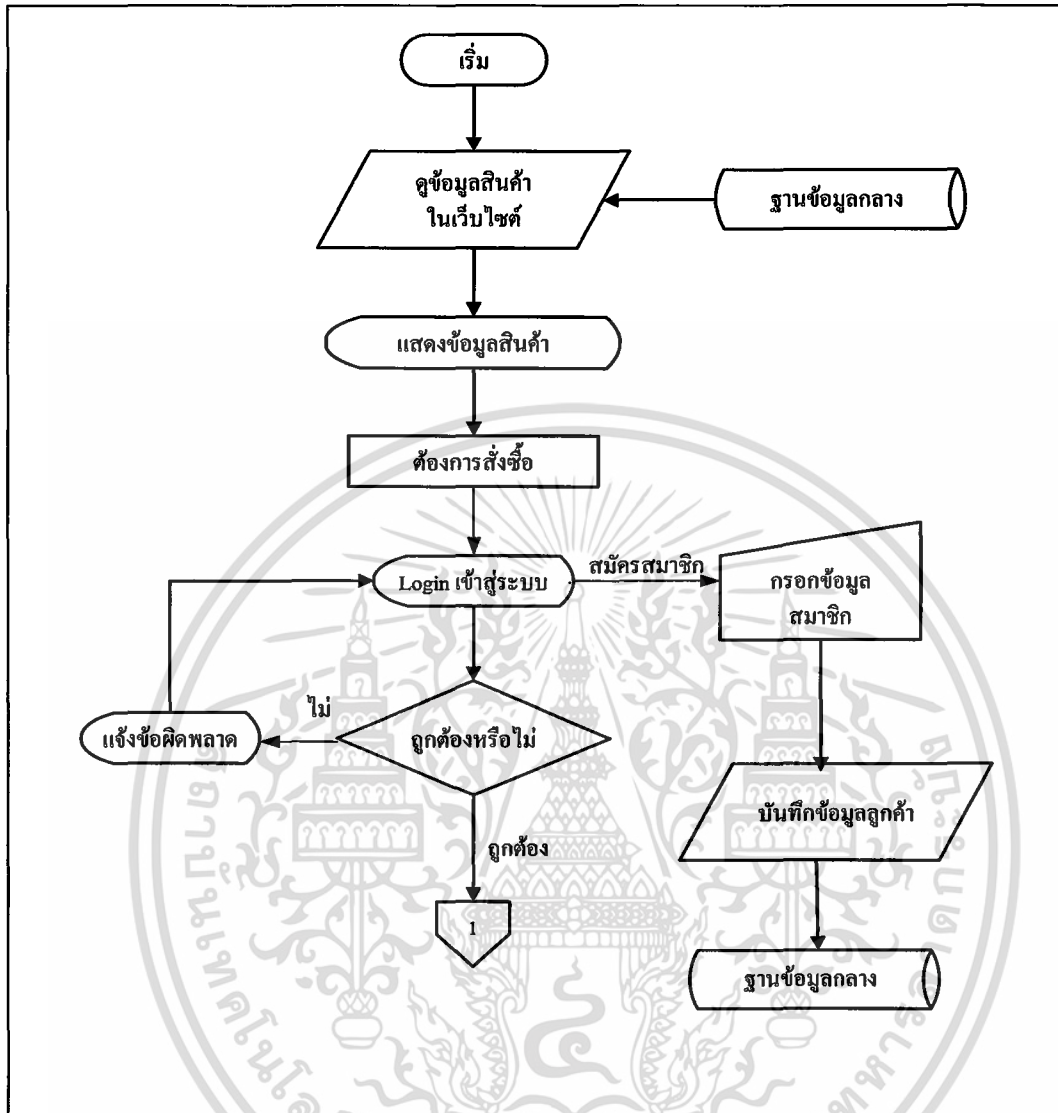 เริ่ม
ดูข้อมูลสินค้า
ในเว็บไซต์
ฐานข้อมูลกลาง
แสดงข้อมูลสินค้า
ต้องการสั่งซื้อ
Login เข้าสู่ระบบ
สมัครสมาชิก
กรอกข้อมูล
สมาชิก
ไม่
แจ้งข้อผิดพลาด
ถูกต้องหรือไม่
บันทึกข้อมูลลูกค้า
ถูกต้อง
1
ฐานข้อมูลกลาง